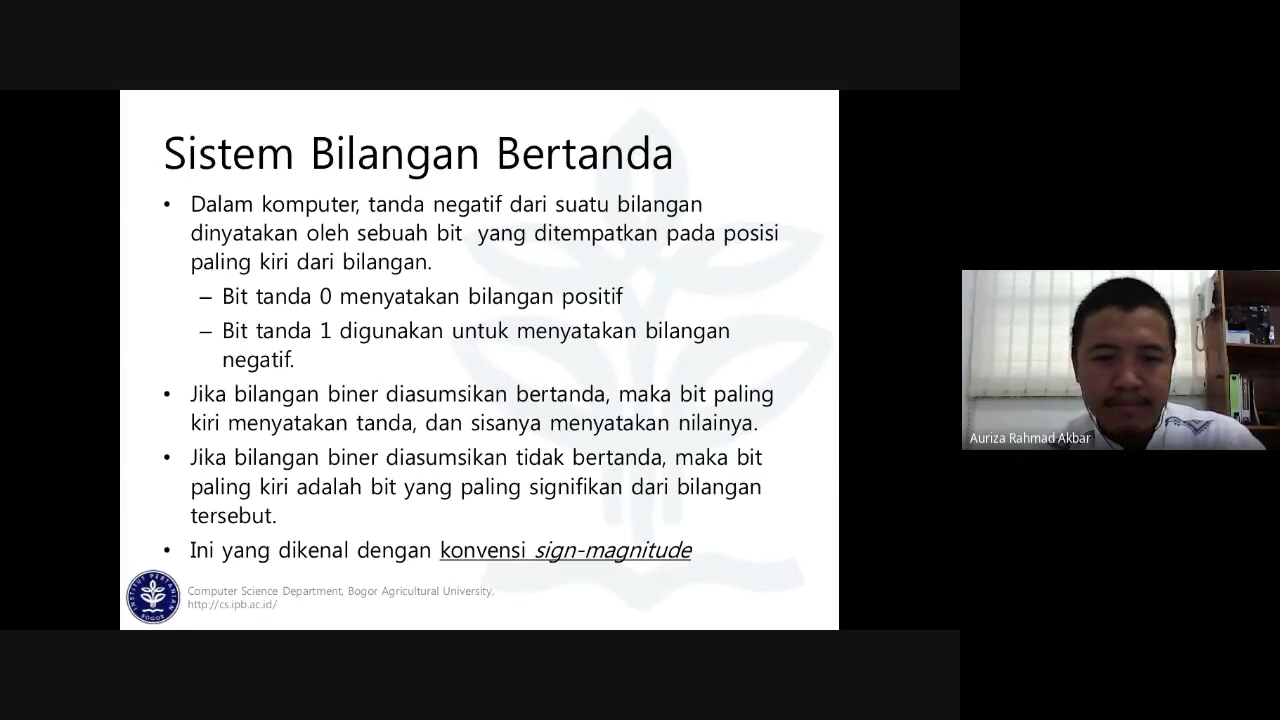 Sistem Bilangan Bertanda
• Dalam komputer, tanda negatif dari suatu bilangan
dinyatakan oleh sebuah bit yang ditempatkan pada posisi
paling kiri dari bilangan.
– Bit tanda 0 menyatakan bilangan positif
– Bit tanda 1 digunakan untuk menyatakan bilangan
negatif.
• Jika bilangan biner diasumsikan bertanda, maka bit paling
kiri menyatakan tanda, dan sisanya menyatakan nilainya.
• Jika bilangan biner diasumsikan tidak bertanda, maka bit
paling kiri adalah bit yang paling signifikan dari bilangan
tersebut.
• Ini yang dikenal dengan konvensi sign-magnitude
INSTITUT PERTANIAN
BOGOR
Computer Science Department, Bogor Agricultural University,
http://cs.ipb.ac.id/
Auriza Rahmad Akbar